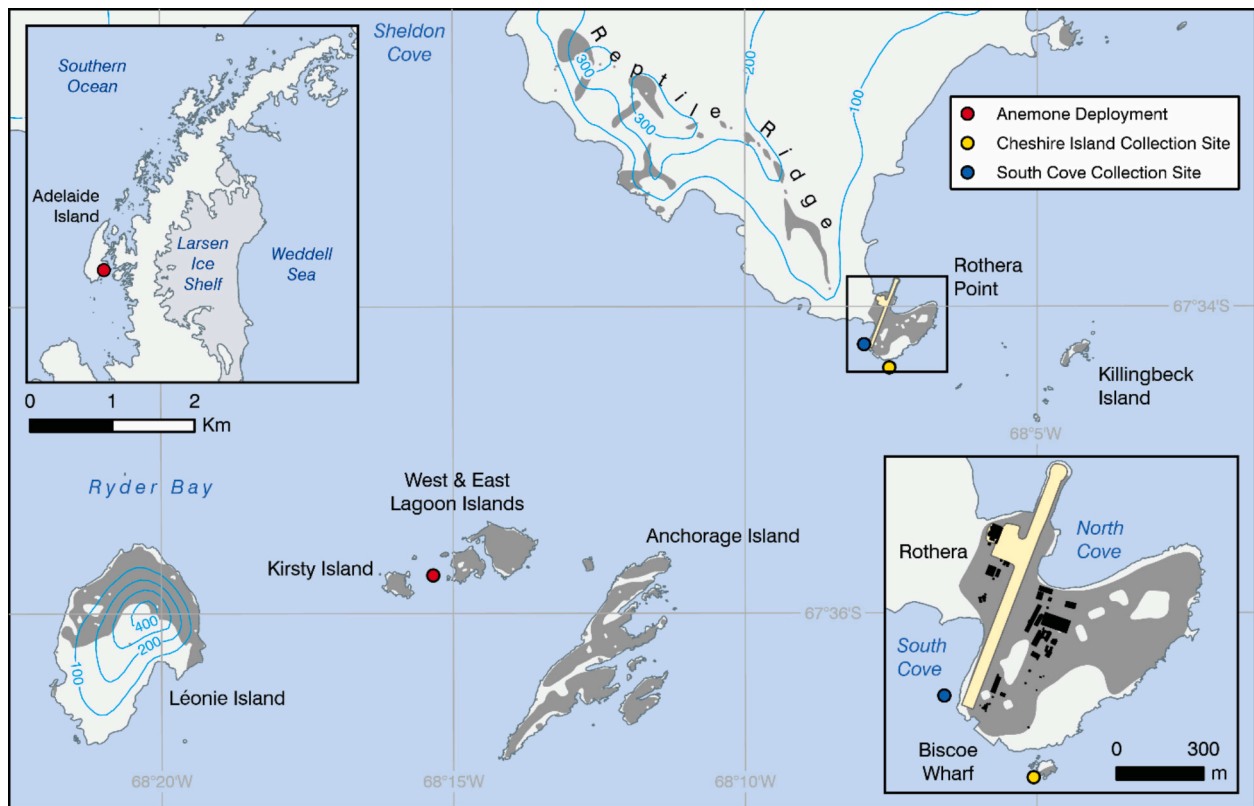 Sheldon
Cove
Southern
Ocean
Adelaide
Island
Larsen
Ice
Shelf
Weddell
Sea
0 1 2
Km
Reptile Ridge
300
300
200
100
Anemone Deployment
Cheshire Island Collection Site
South Cove Collection Site
Rothera
Point
67°34'S
Killingbeck
Island
68°5'W
Ryder Bay
West & East
Lagoon Islands
Kirsty Island
Anchorage Island
67°36'S
400
200
100
Léonie Island
68°20'W
68°15'W
68°10'W
Rothera
North
Cove
South
Cove
Biscoe
Wharf
0 300
m